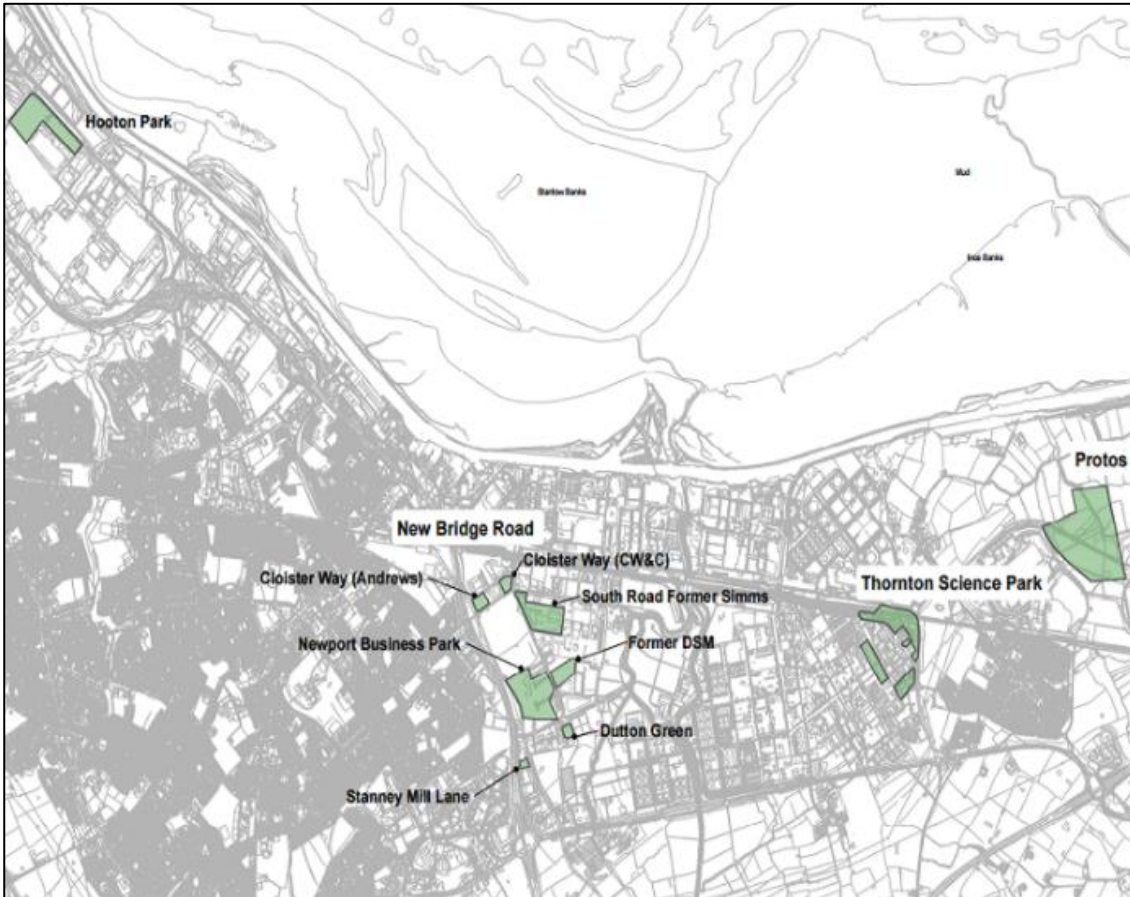 Hooton Park
Stanlow Banks
Mud
Ince Banks
Protos
New Bridge Road
Cloister Way (CW&C)
Cloister Way (Andrews)
Thornton Science Park
South Road Former Simms
Newport Business Park
Former DSM
Dutton Green
Stanney Mill Lane